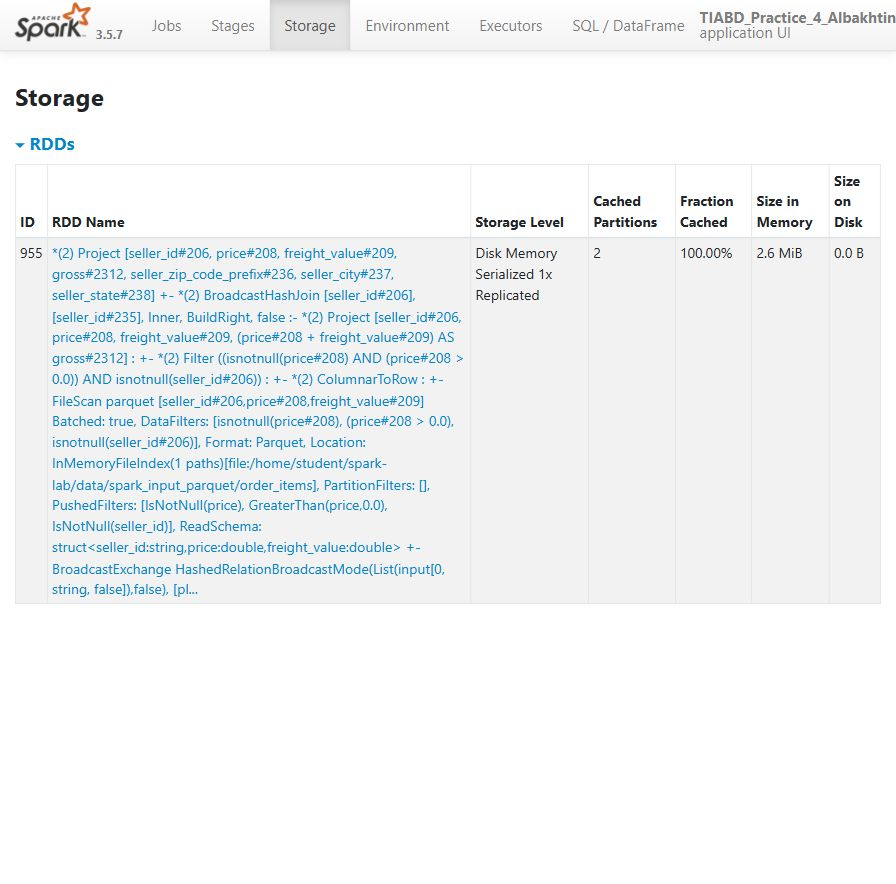 APACHE
Spark 3.5.7
Jobs
Stages
Storage
Environment
Executors
SQL / DataFrame
TIABD_Practice_4_Albakhtin
application UI
Storage
RDDs
ID
RDD Name
Storage Level
Cached
Partitions
Fraction
Cached
Size in
Memory
Size
on
Disk
955
*(2) Project [seller_id#206, price#208, freight_value#209,
gross#2312, seller_zip_code_prefix#236, seller_city#237,
seller_state#238] +- *(2) BroadcastHashJoin [seller_id#206],
[seller_id#235], Inner, BuildRight, false :- *(2) Project [seller_id#206,
price#208, freight_value#209, (price#208 + freight_value#209) AS
gross#2312] : +- *(2) Filter ((isnotnull(price#208) AND (price#208 >
0.0)) AND isnotnull(seller_id#206)) : +- *(2) ColumnarToRow : +-
FileScan parquet [seller_id#206,price#208,freight_value#209]
Batched: true, DataFilters: [isnotnull(price#208), (price#208 > 0.0),
isnotnull(seller_id#206)], Format: Parquet, Location:
InMemoryFileIndex(1 paths)[file:/home/student/spark-
lab/data/spark_input_parquet/order_items], PartitionFilters: [],
PushedFilters: [IsNotNull(price), GreaterThan(price,0.0),
IsNotNull(seller_id)], ReadSchema:
struct<seller_id:string,price:double,freight_value:double> +-
BroadcastExchange HashedRelationBroadcastMode(List(input[0,
string, false]),false), [pl...
Disk Memory
Serialized 1x
Replicated
2
100.00%
2.6 MiB
0.0 B